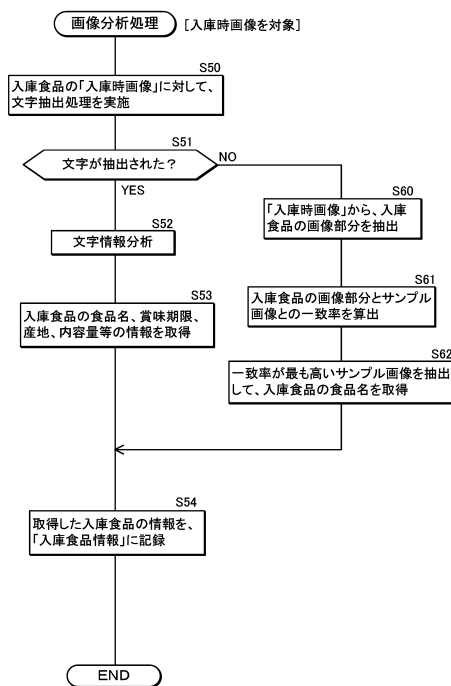 画像分析処理
[入庫時画像を対象]
S50
入庫食品の「入庫時画像」に対して、
文字抽出処理を実施
S51
文字が抽出された？
NO
YES
S52
文字情報分析
S53
入庫食品の食品名、賞味期限、
産地、内容量等の情報を取得
S60
「入庫時画像」から、入庫
食品の画像部分を抽出
S61
入庫食品の画像部分とサンプル
画像との一致率を算出
S62
一致率が最も高いサンプル画像を抽出
して、入庫食品の食品名を取得
S54
取得した入庫食品の情報を、
「入庫食品情報」に記録
END